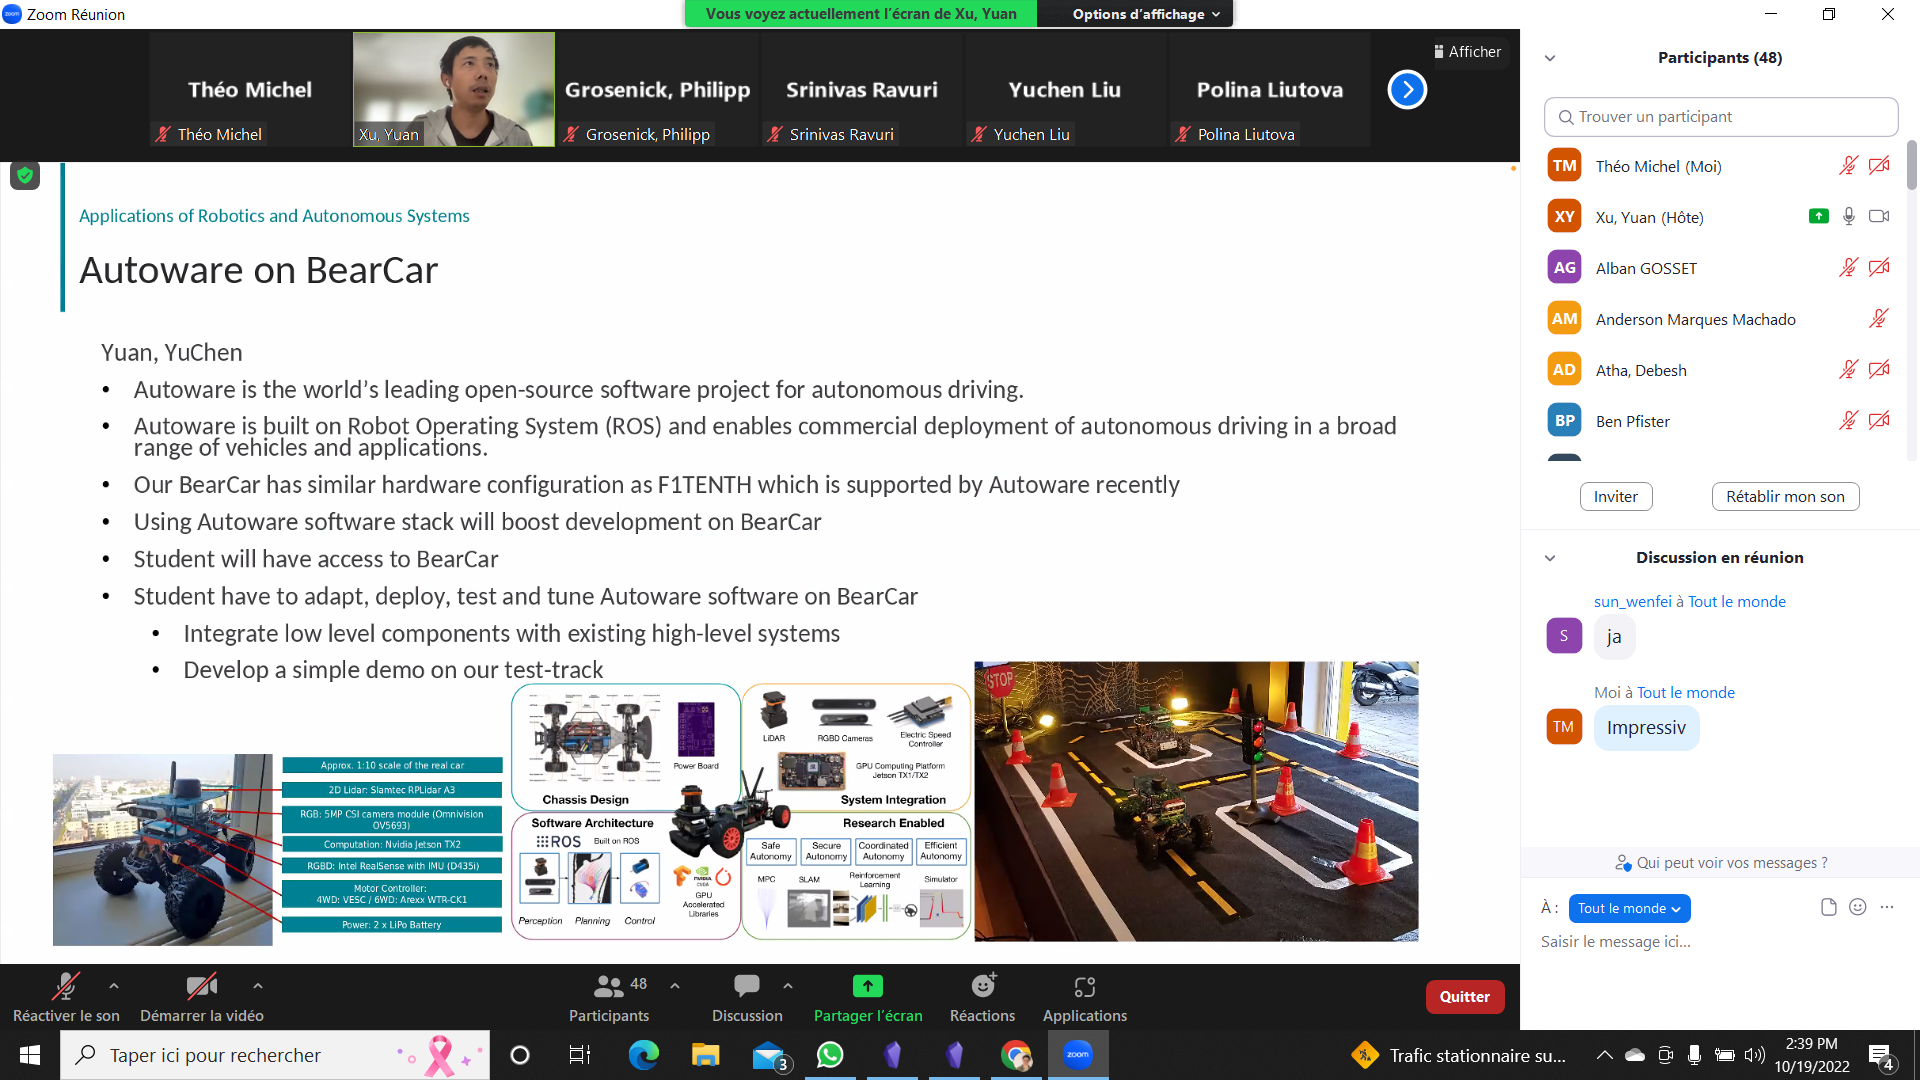 Zoom Réunion
Vous voyez actuellement l'écran de Xu, Yuan
Options d'affichage
Afficher
Théo Michel
Grosenick, Philipp
Srinivas Ravuri
Yuchen Liu
Polina Liutova
Théo Michel
Xu, Yuan
Grosenick, Philipp
Srinivas Ravuri
Yuchen Liu
Polina Liutova
Applications of Robotics and Autonomous Systems
Autoware on BearCar
Yuan, YuChen
• Autoware is the world's leading open-source software project for autonomous driving.
• Autoware is built on Robot Operating System (ROS) and enables commercial deployment of autonomous driving in a broad
range of vehicles and applications.
• Our BearCar has similar hardware configuration as F1TENTH which is supported by Autoware recently
• Using Autoware software stack will boost development on BearCar
• Student will have access to BearCar
• Student have to adapt, deploy, test and tune Autoware software on BearCar
• Integrate low level components with existing high-level systems
• Develop a simple demo on our test-track
Approx. 1:10 scale of the real car
2D Lidar: Slamtec RPLidar A3
RGB: 5MP CSI camera module (Omnivision
OV5693)
Computation: Nvidia Jetson TX2
RGBD: Intel RealSense with IMU (D435i)
Motor Controller:
4WD: VESC / 6WD: Arexx WTR-CK1
Power: 2 x LiPo Battery
Power Board
Chassis Design
LiDAR
RGBD Cameras
Electric Speed
Controller
GPU Computing Platform
Jetson TX1/TX2
System Integration
Software Architecture
ROS
Built on ROS
NVIDIA
CUDA
GPU
Accelerated
Libraries
Perception
Planning
Control
Research Enabled
Safe
Autonomy
Secure
Autonomy
Coordinated
Autonomy
Efficient
Autonomy
MPC
SLAM
Reinforcement
Learning
Simulator
STOP
Participants (48)
Trouver un participant
TM Théo Michel (Moi)
XY Xu, Yuan (Hôte)
AG Alban GOSSET
AM Anderson Marques Machado
AD Atha, Debesh
BP Ben Pfister
Inviter
Rétablir mon son
Discussion en réunion
sun_wenfei à Tout le monde
S
ja
Moi à Tout le monde
TM
Impressiv
Qui peut voir vos messages ?
À : Tout le monde
Saisir le message ici...
Réactiver le son
Démarrer la vidéo
48
Participants
Discussion
Partager l'écran
Réactions
Applications
Quitter
Taper ici pour rechercher
3
zoom
Trafic stationnaire su...
2:39 PM
10/19/2022
4